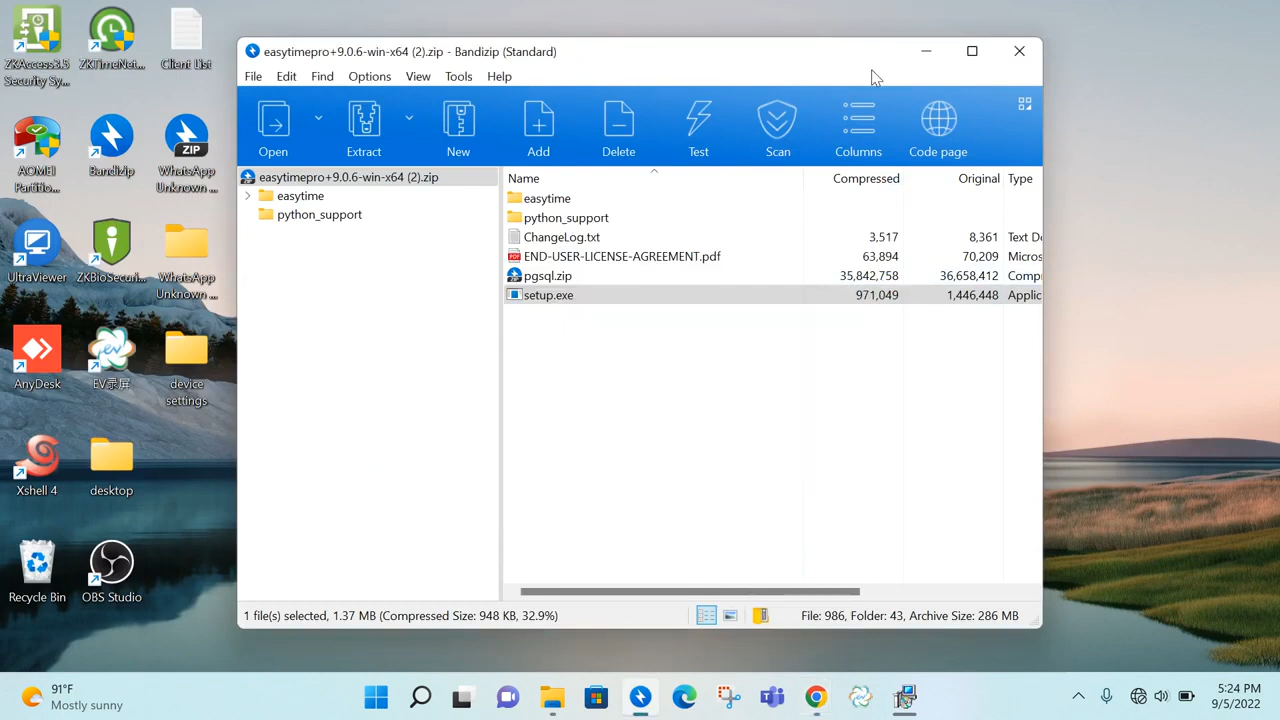 ZKAccess3.5
Security Sy...
ZKTimeNet...
Client List
AOMEI
Partitio...
Bandizip
ZIP
WhatsApp
Unknown ...
UltraViewer
ZKBioSecuri...
WhatsApp
Unknown ...
AnyDesk
EV录屏
device
settings
Xshell 4
desktop
Recycle Bin
OBS Studio
easytimepro+9.0.6-win-x64 (2).zip - Bandizip (Standard)
File Edit Find Options View Tools Help
Open Extract New Add Delete Test Scan Columns Code page
easytimepro+9.0.6-win-x64 (2).zip
easytime
python_support
Name Compressed Original Type
easytime
python_support
ChangeLog.txt 3,517 8,361 Text Do
END-USER-LICENSE-AGREEMENT.pdf 63,894 70,209 Micros
pgsql.zip 35,842,758 36,658,412 Compr
setup.exe 971,049 1,446,448 Applic
1 file(s) selected, 1.37 MB (Compressed Size: 948 KB, 32.9%)
File: 986, Folder: 43, Archive Size: 286 MB
91°F
Mostly sunny
5:24 PM
9/5/2022